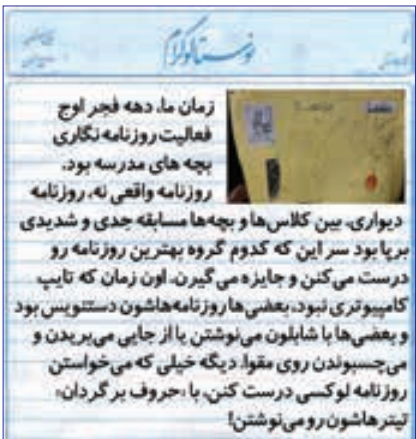 نوستالوگرام
زمان ما، دهه فجر اوج
فعالیت روزنامه نگاری
بچه های مدرسه بود.
روزنامه واقعی نه، روزنامه
دیواری. بین کلاس‌ها و بچه‌ها مسابقه جدی و شدیدی
برپا بود سر این که کدوم گروه بهترین روزنامه رو
درست می‌کنن و جایزه می‌گیرن. اون زمان که تایپ
کامپیوتری نبود، بعضی‌ها روزنامه‌هاشون دستنویس بود
و بعضی‌ها با شابلون می‌نوشتن یا از جایی می‌بریدن و
می‌چسبوندن روی مقوا. دیگه خیلی که می‌خواستن
روزنامه لوکسی درست کنن، با «حروف برگردان»
تیترهاشون رو می‌نوشتن!